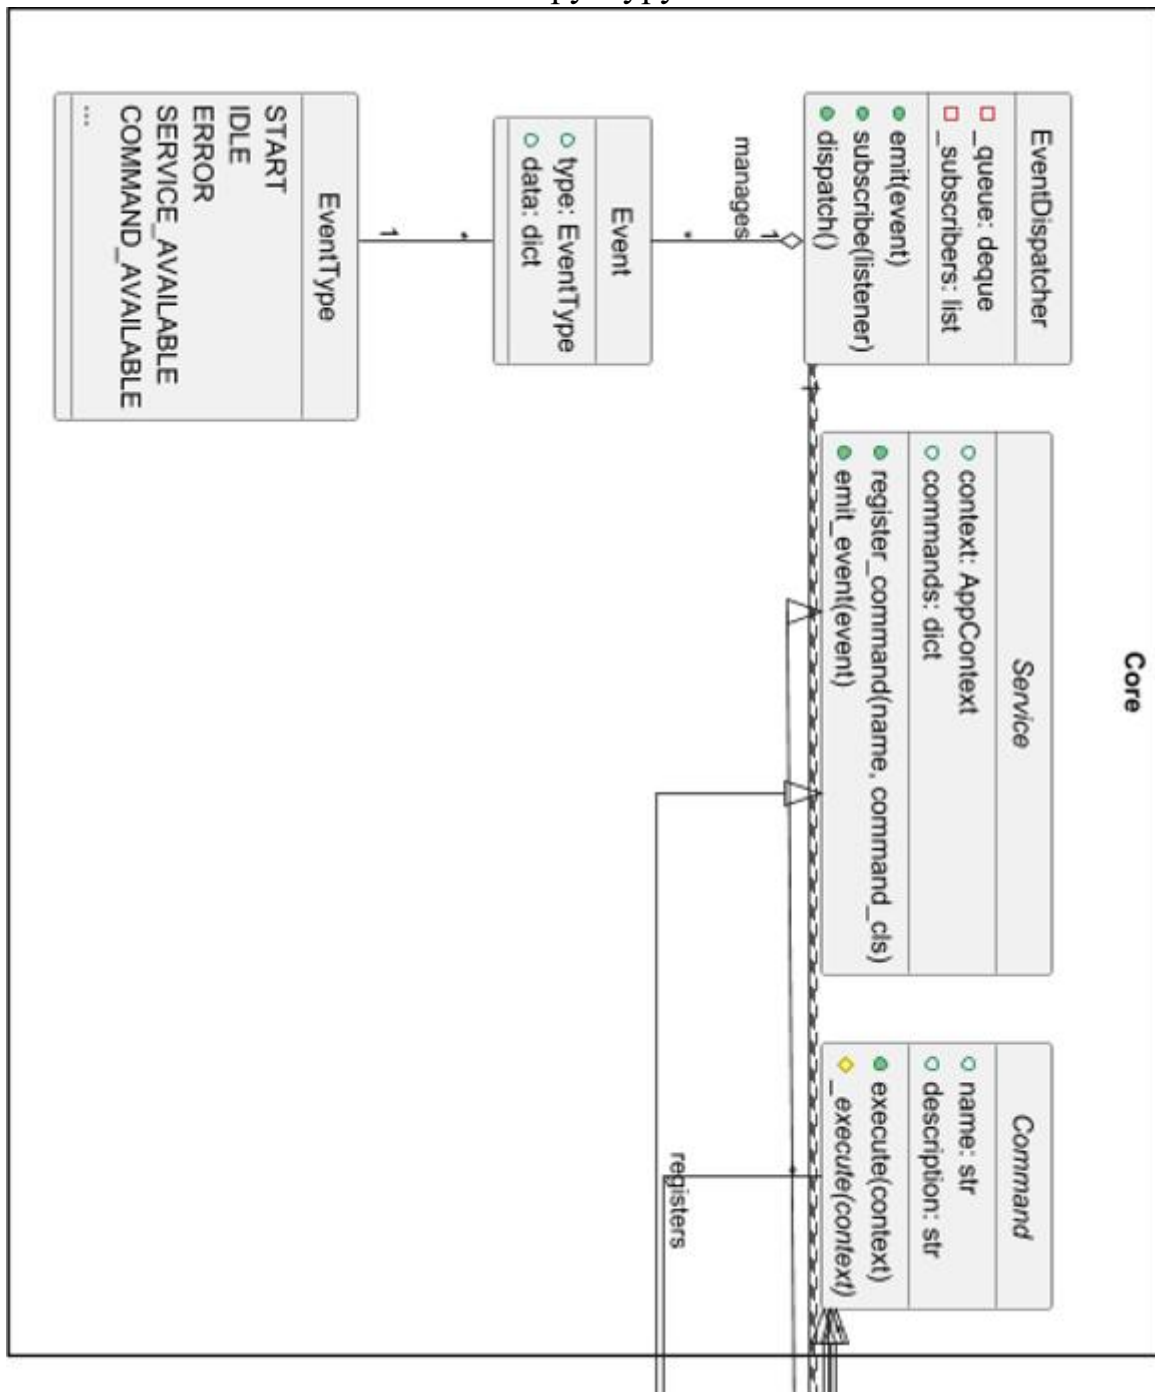 Core
EventDispatcher
_queue: deque
_subscribers: list
emit(event)
subscribe(listener)
dispatch()
Service
context: AppContext
commands: dict
register_command(name, command_cls)
emit_event(event)
Command
name: str
description: str
execute(context)
_execute(context)
1
manages
*
1
*
registers
Event
type: EventType
data: dict
*
1
EventType
START
IDLE
ERROR
SERVICE_AVAILABLE
COMMAND_AVAILABLE
...